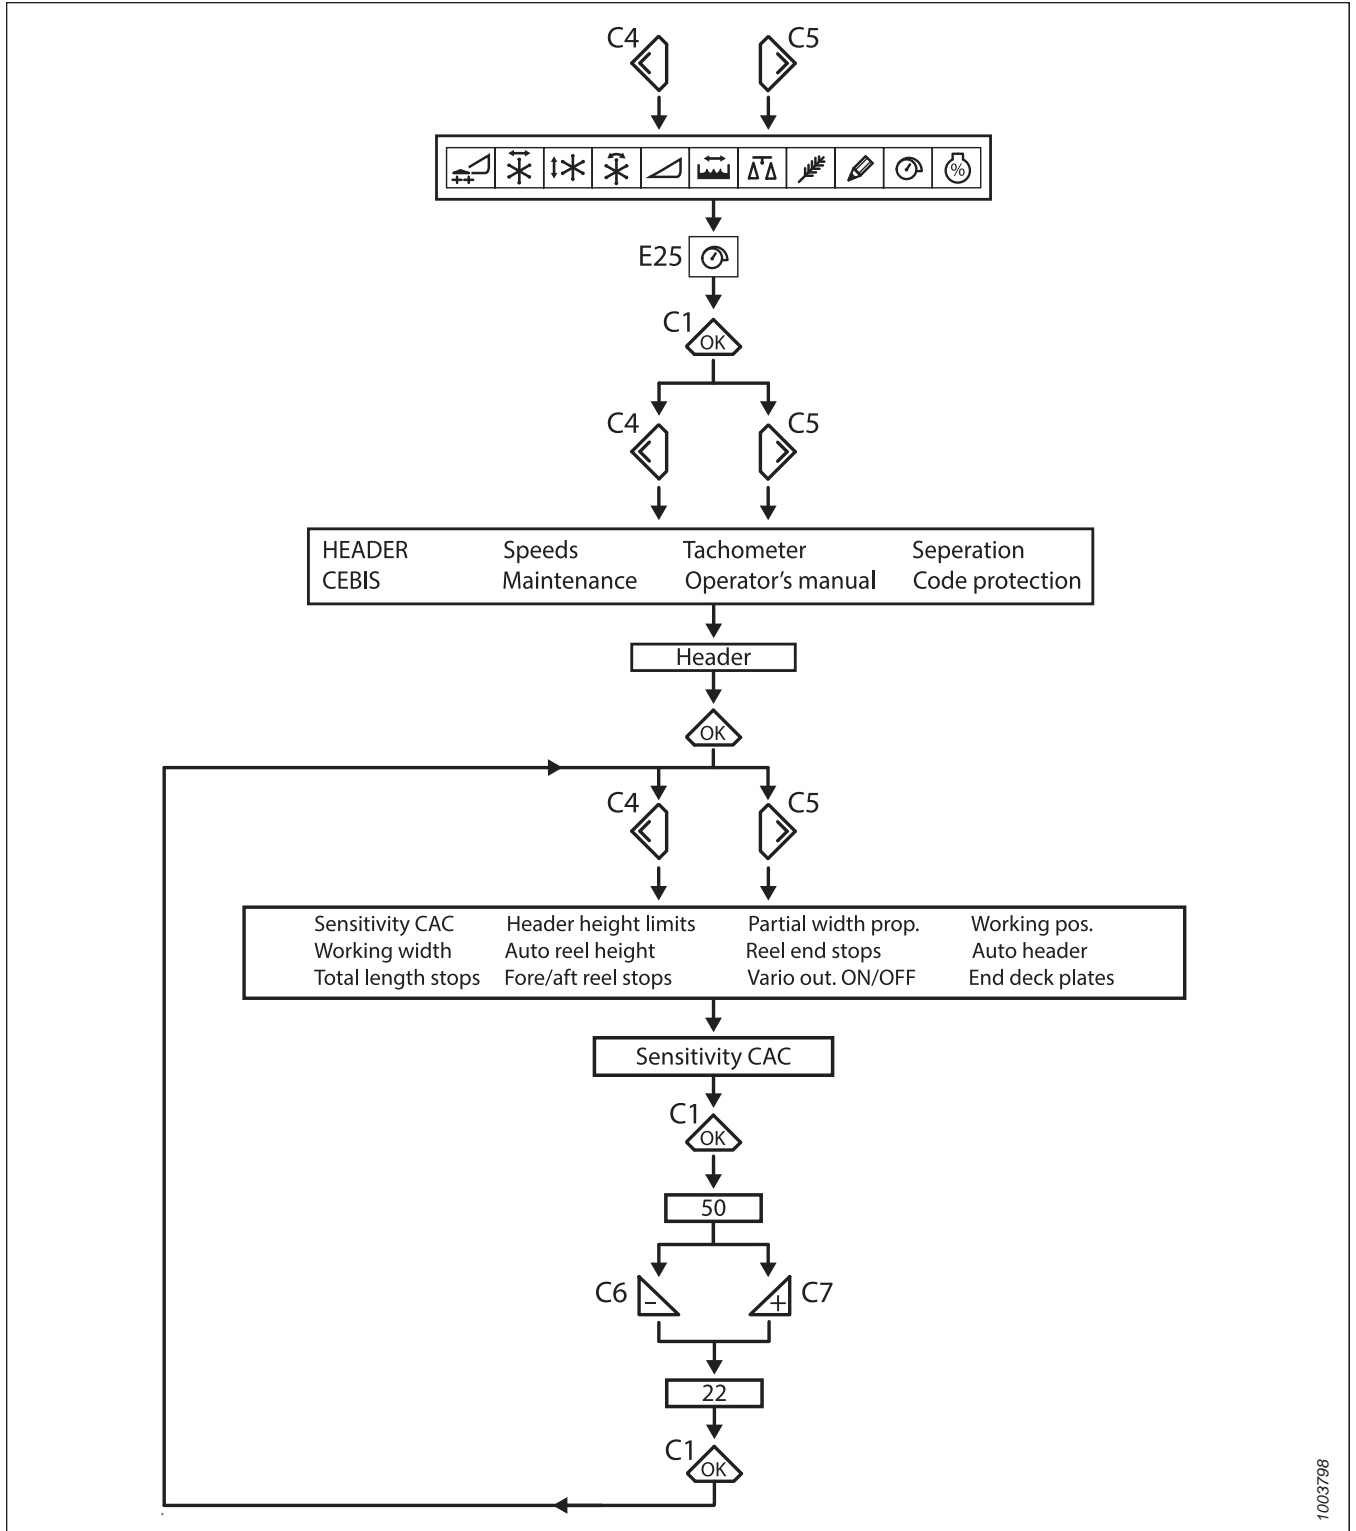 C4 C5
%
E25
C1
OK
C4 C5
HEADER Speeds Tachometer Seperation
CEBIS Maintenance Operator's manual Code protection
Header
OK
C4 C5
Sensitivity CAC Header height limits Partial width prop. Working pos.
Working width Auto reel height Reel end stops Auto header
Total length stops Fore/aft reel stops Vario out. ON/OFF End deck plates
Sensitivity CAC
C1
OK
50
C6 - + C7
22
C1
OK
1003798